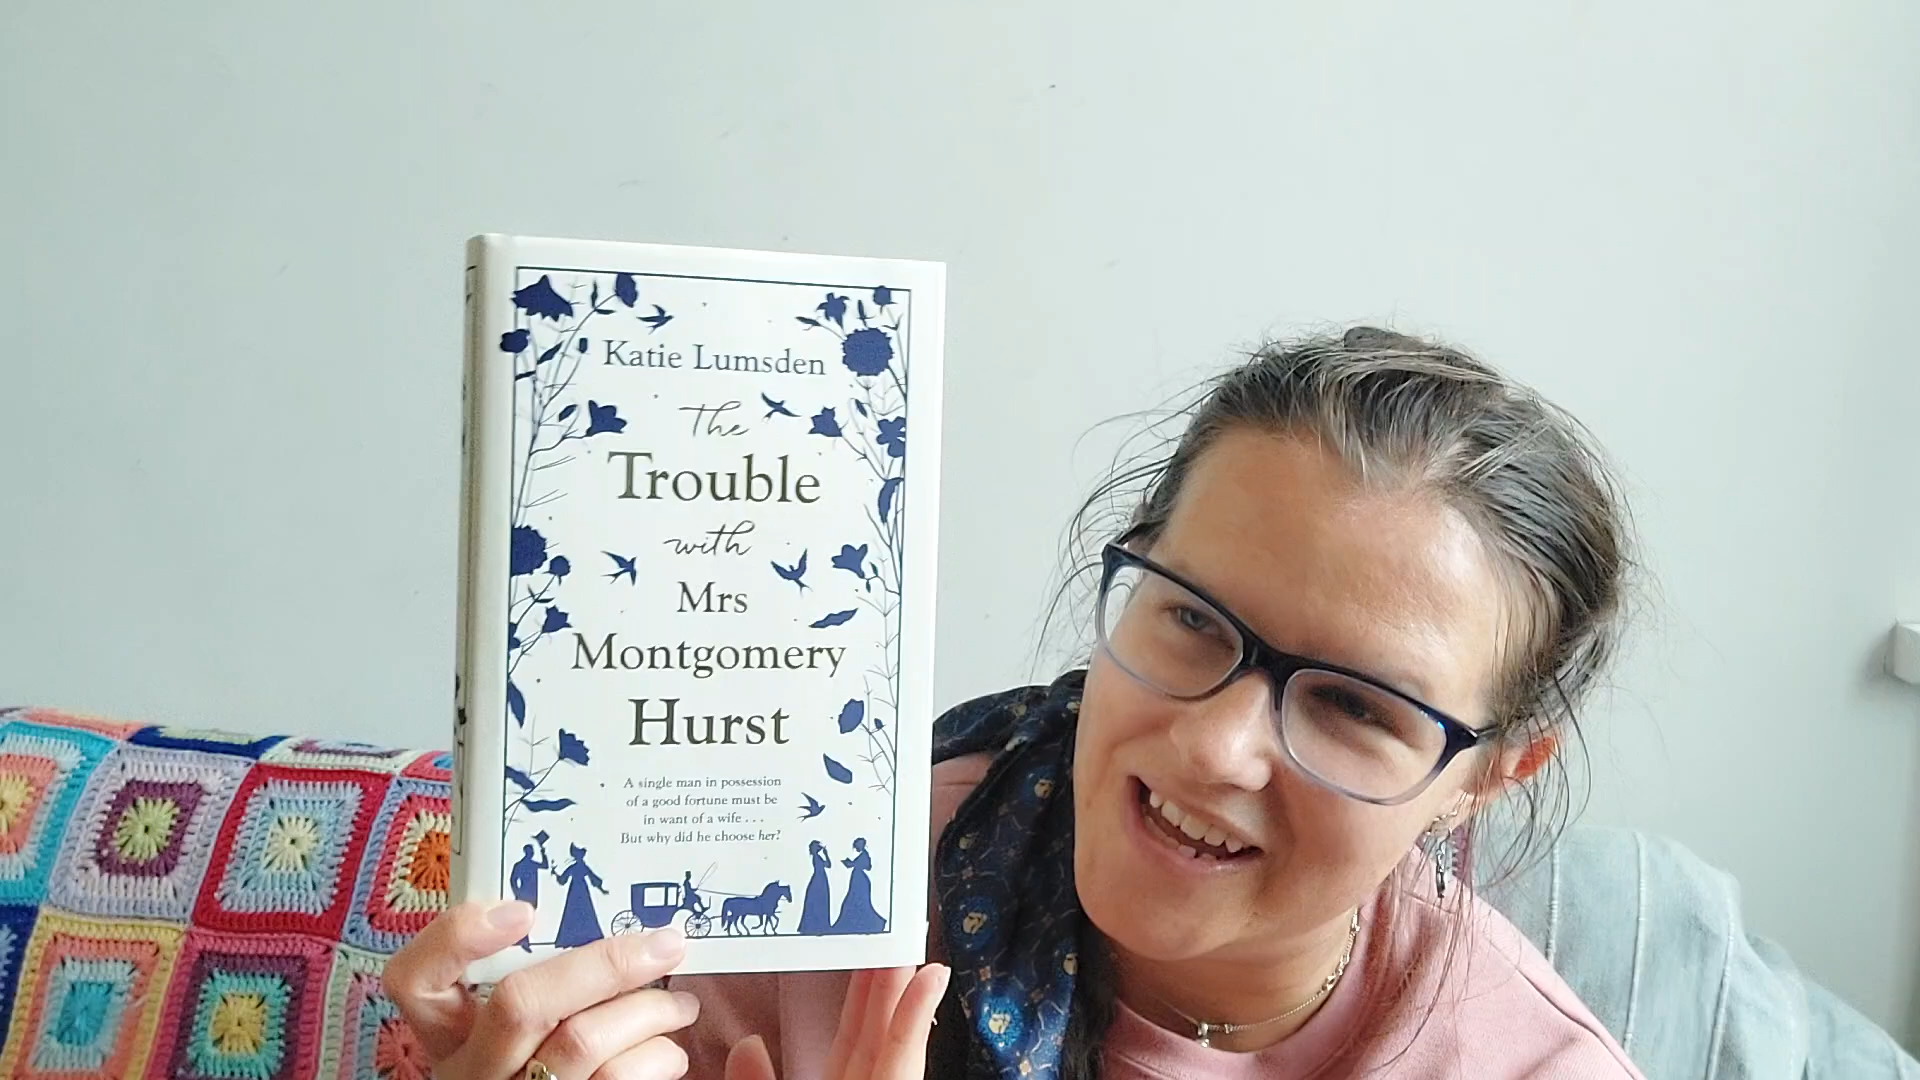 Katie Lumsden
The
Trouble
with
Mrs
Montgomery
Hurst
A single man in possession
of a good fortune must be
in want of a wife . . .
But why did he choose her?